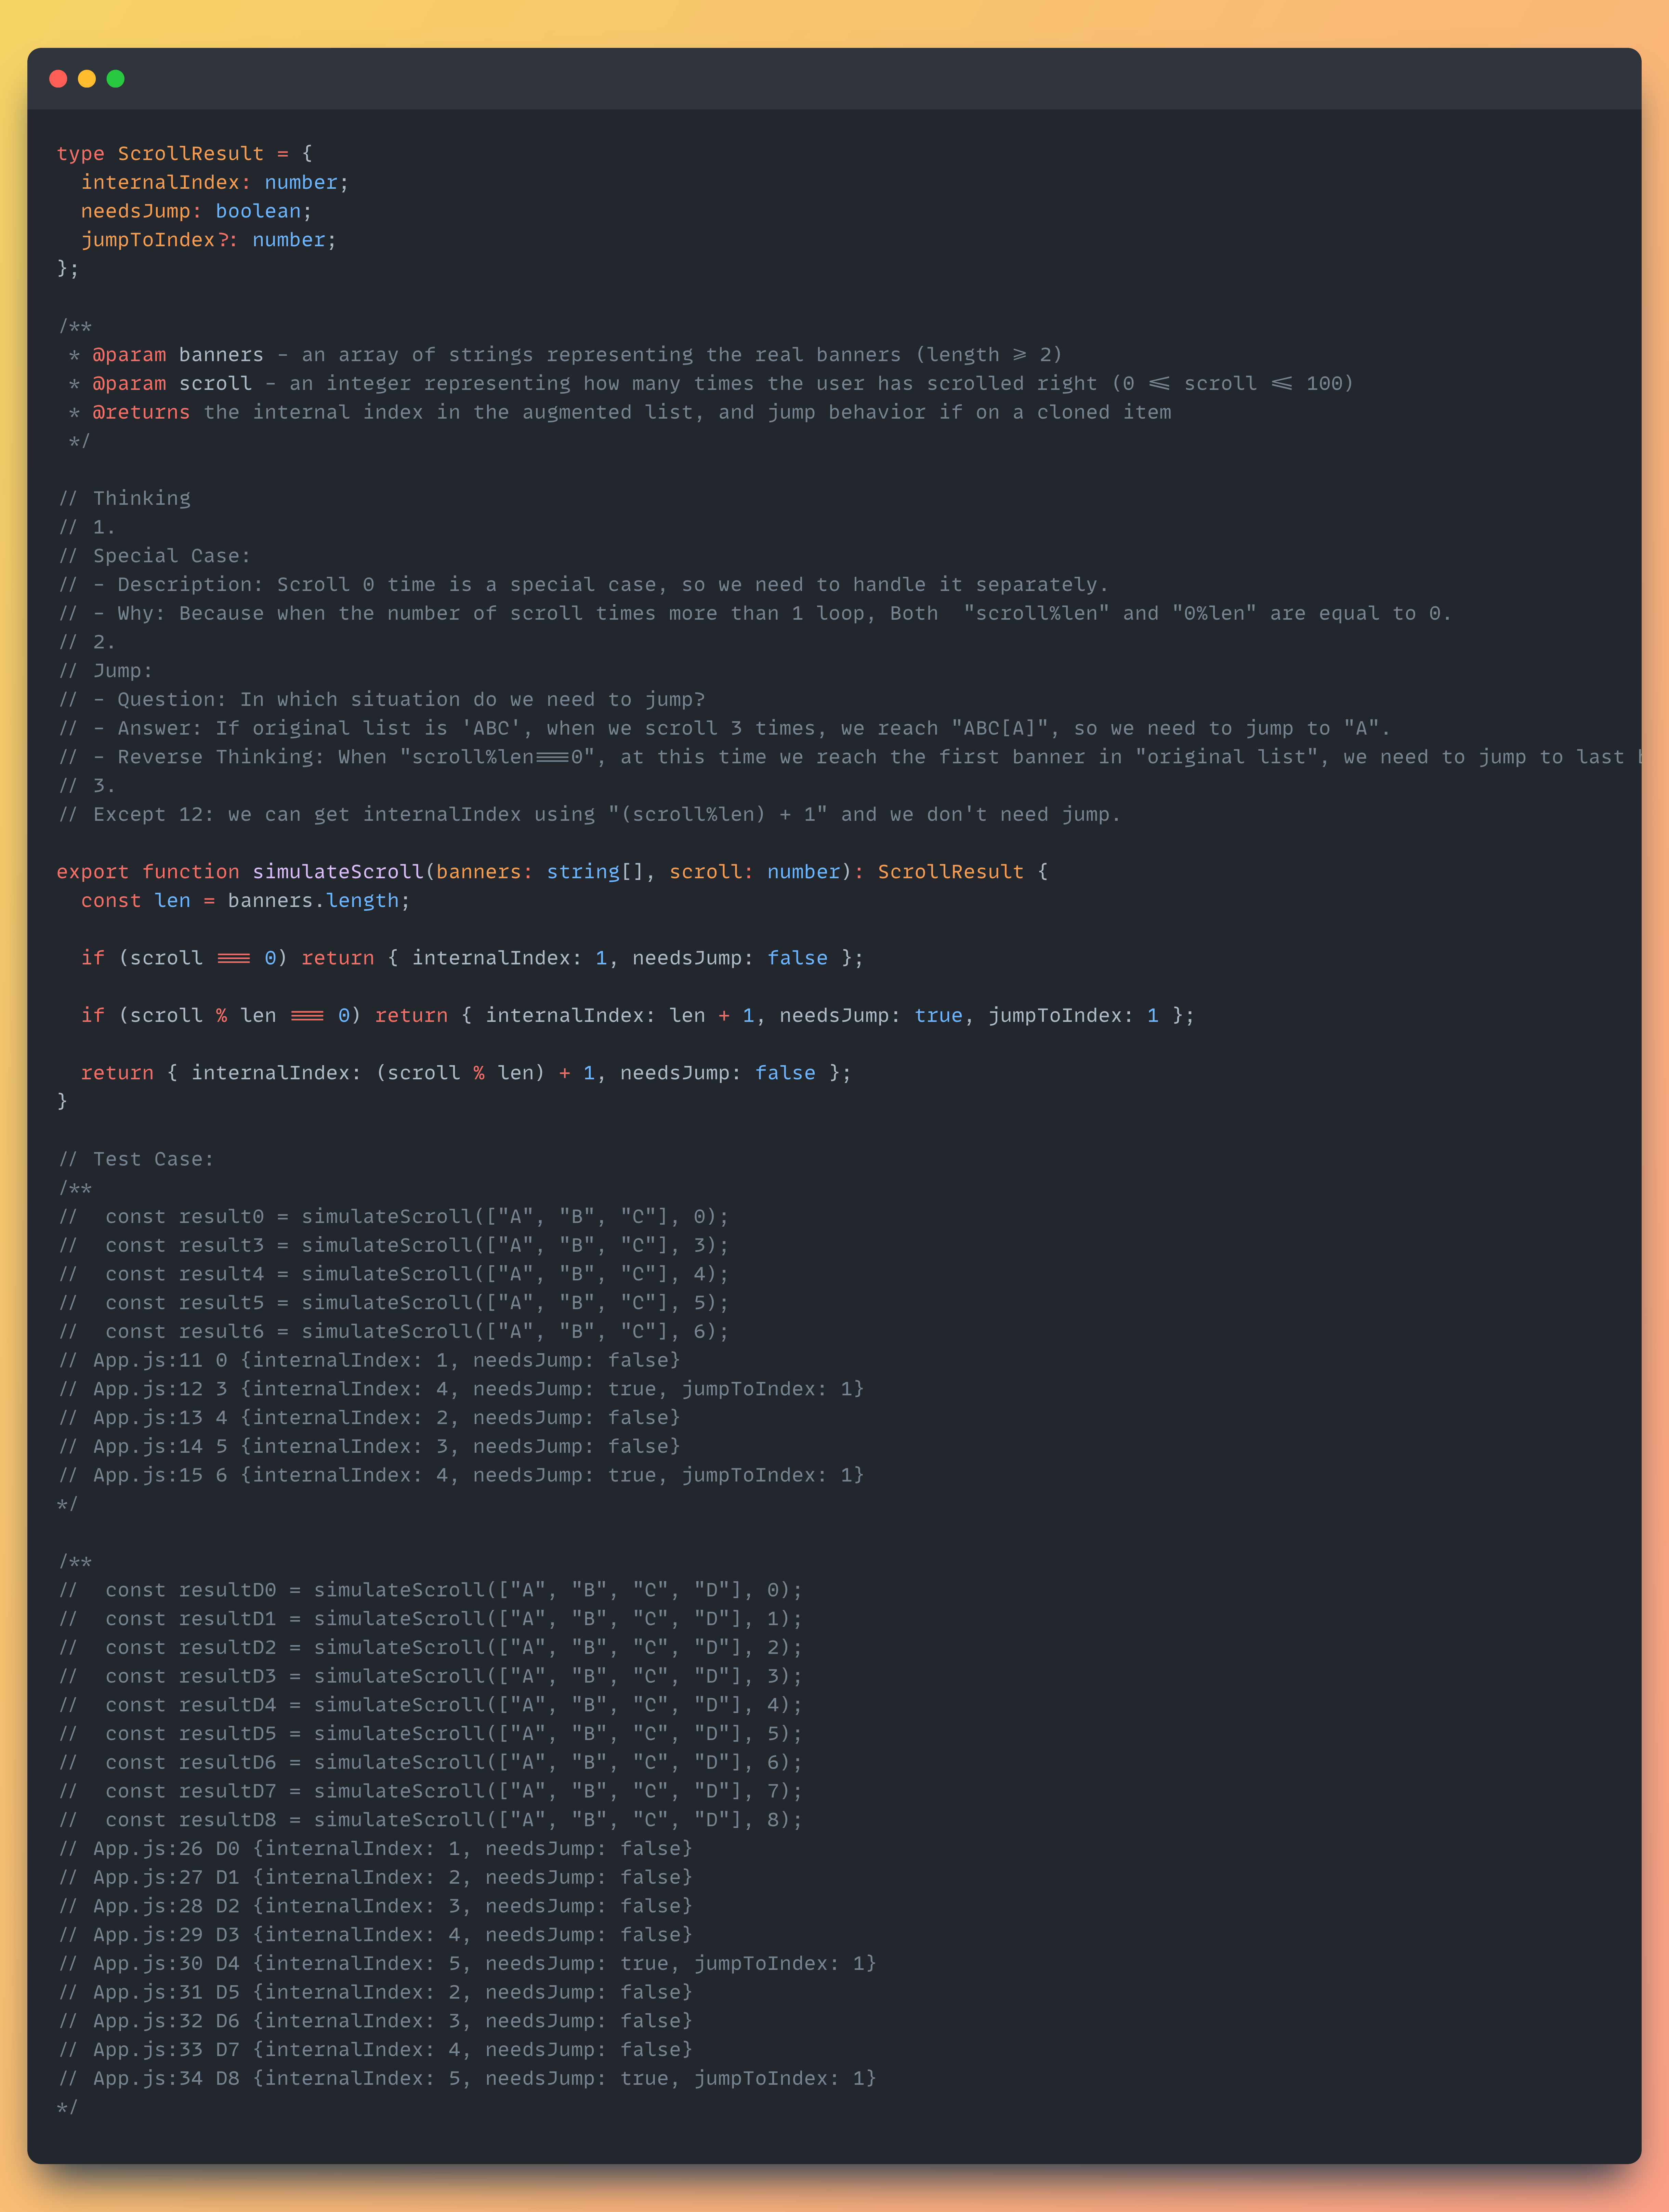 type ScrollResult = {
  internalIndex: number;
  needsJump: boolean;
  jumpToIndex?: number;
};

/**
 * @param banners - an array of strings representing the real banners (length >= 2)
 * @param scroll - an integer representing how many times the user has scrolled right (0 <= scroll <= 100)
 * @returns the internal index in the augmented list, and jump behavior if on a cloned item
 */

// Thinking
// 1.
// Special Case:
// - Description: Scroll 0 time is a special case, so we need to handle it separately.
// - Why: Because when the number of scroll times more than 1 loop, Both  "scroll%len" and "0%len" are equal to 0.
// 2.
// Jump:
// - Question: In which situation do we need to jump?
// - Answer: If original list is 'ABC', when we scroll 3 times, we reach "ABC[A]", so we need to jump to "A".
// - Reverse Thinking: When "scroll%len===0", at this time we reach the first banner in "original list", we need to jump to last
// 3.
// Except 12: we can get internalIndex using "(scroll%len) + 1" and we don't need jump.

export function simulateScroll(banners: string[], scroll: number): ScrollResult {
  const len = banners.length;

  if (scroll === 0) return { internalIndex: 1, needsJump: false };

  if (scroll % len === 0) return { internalIndex: len + 1, needsJump: true, jumpToIndex: 1 };

  return { internalIndex: (scroll % len) + 1, needsJump: false };
}

// Test Case:
/**
//  const result0 = simulateScroll(["A", "B", "C"], 0);
//  const result3 = simulateScroll(["A", "B", "C"], 3);
//  const result4 = simulateScroll(["A", "B", "C"], 4);
//  const result5 = simulateScroll(["A", "B", "C"], 5);
//  const result6 = simulateScroll(["A", "B", "C"], 6);
// App.js:11 0 {internalIndex: 1, needsJump: false}
// App.js:12 3 {internalIndex: 4, needsJump: true, jumpToIndex: 1}
// App.js:13 4 {internalIndex: 2, needsJump: false}
// App.js:14 5 {internalIndex: 3, needsJump: false}
// App.js:15 6 {internalIndex: 4, needsJump: true, jumpToIndex: 1}
*/

/**
//  const resultD0 = simulateScroll(["A", "B", "C", "D"], 0);
//  const resultD1 = simulateScroll(["A", "B", "C", "D"], 1);
//  const resultD2 = simulateScroll(["A", "B", "C", "D"], 2);
//  const resultD3 = simulateScroll(["A", "B", "C", "D"], 3);
//  const resultD4 = simulateScroll(["A", "B", "C", "D"], 4);
//  const resultD5 = simulateScroll(["A", "B", "C", "D"], 5);
//  const resultD6 = simulateScroll(["A", "B", "C", "D"], 6);
//  const resultD7 = simulateScroll(["A", "B", "C", "D"], 7);
//  const resultD8 = simulateScroll(["A", "B", "C", "D"], 8);
// App.js:26 D0 {internalIndex: 1, needsJump: false}
// App.js:27 D1 {internalIndex: 2, needsJump: false}
// App.js:28 D2 {internalIndex: 3, needsJump: false}
// App.js:29 D3 {internalIndex: 4, needsJump: false}
// App.js:30 D4 {internalIndex: 5, needsJump: true, jumpToIndex: 1}
// App.js:31 D5 {internalIndex: 2, needsJump: false}
// App.js:32 D6 {internalIndex: 3, needsJump: false}
// App.js:33 D7 {internalIndex: 4, needsJump: false}
// App.js:34 D8 {internalIndex: 5, needsJump: true, jumpToIndex: 1}
*/